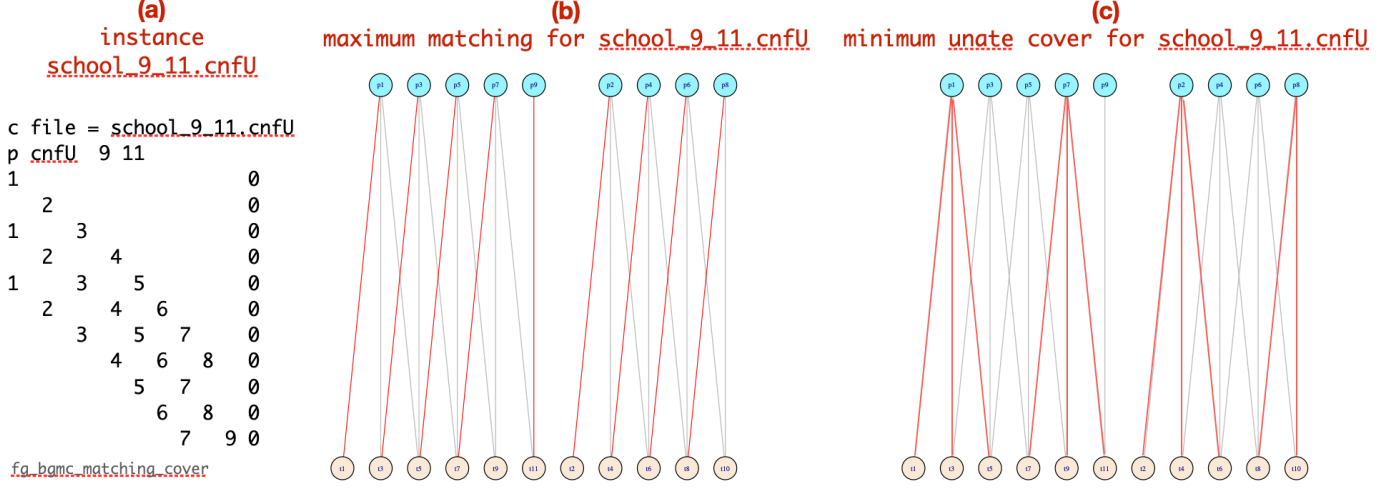 (a)
instance
school_9_11.cnfU
c file = school_9_11.cnfU
p cnfU 9 11
1 0
2 0
1 3 0
2 4 0
1 3 5 0
2 4 6 0
3 5 7 0
4 6 8 0
5 7 0
6 8 0
7 9 0
fg_bgmc_matching_cover
(b)
maximum matching for school_9_11.cnfU
p1 p3 p5 p7 p9 p2 p4 p6 p8
t1 t3 t5 t7 t9 t11 t2 t4 t6 t8 t10
(c)
minimum unate cover for school_9_11.cnfU
p1 p3 p5 p7 p9 p2 p4 p6 p8
t1 t3 t5 t7 t9 t11 t2 t4 t6 t8 t10